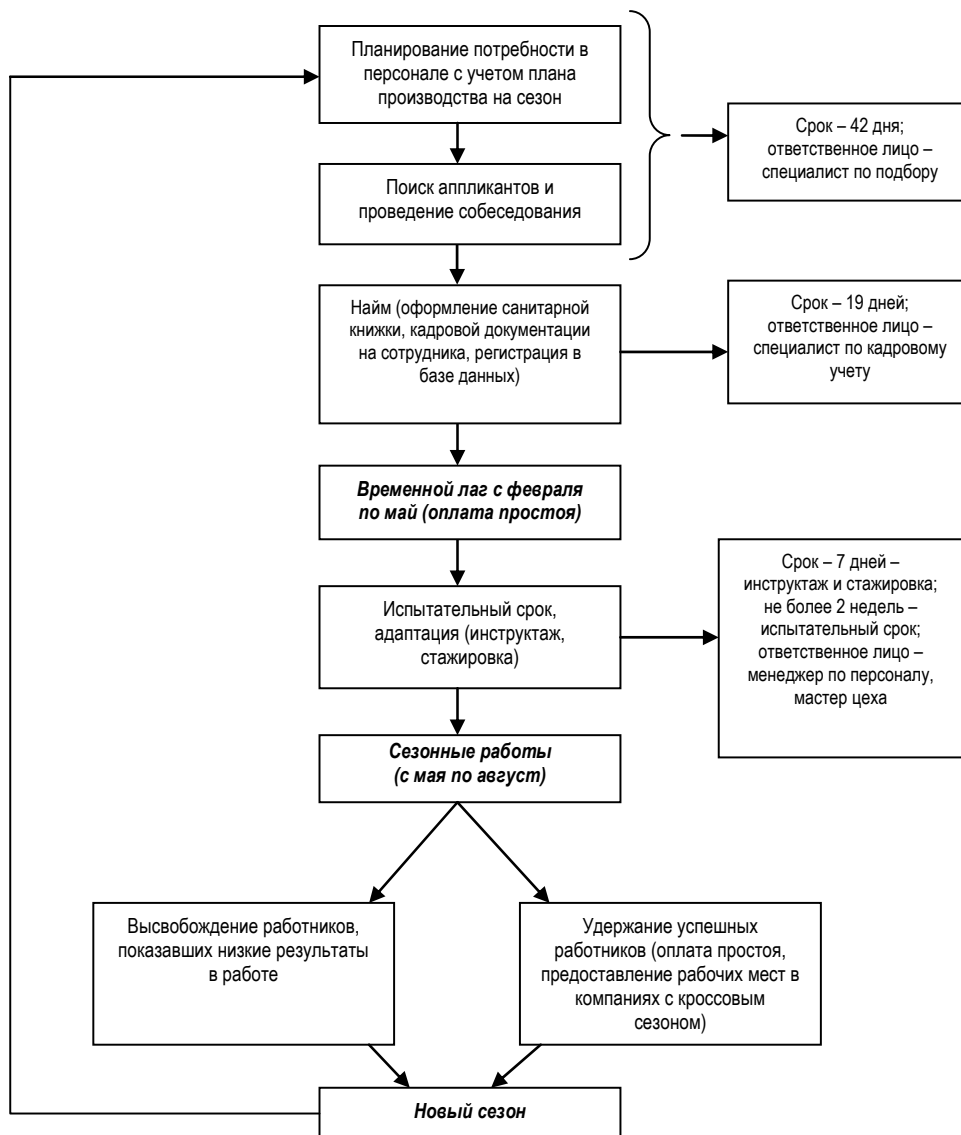 Планирование потребности в
персонале с учетом плана
производства на сезон
Срок – 42 дня;
ответственное лицо –
специалист по подбору
Поиск аппликантов и
проведение собеседования
Найм (оформление санитарной
книжки, кадровой документации
на сотрудника, регистрация в
базе данных)
Срок – 19 дней;
ответственное лицо –
специалист по кадровому
учету
Временной лаг с февраля
по май (оплата простоя)
Испытательный срок,
адаптация (инструктаж,
стажировка)
Срок – 7 дней –
инструктаж и стажировка;
не более 2 недель –
испытательный срок;
ответственное лицо –
менеджер по персоналу,
мастер цеха
Сезонные работы
(с мая по август)
Высвобождение работников,
показавших низкие результаты
в работе
Удержание успешных
работников (оплата простоя,
предоставление рабочих мест в
компаниях с кроссовым
сезоном)
Новый сезон